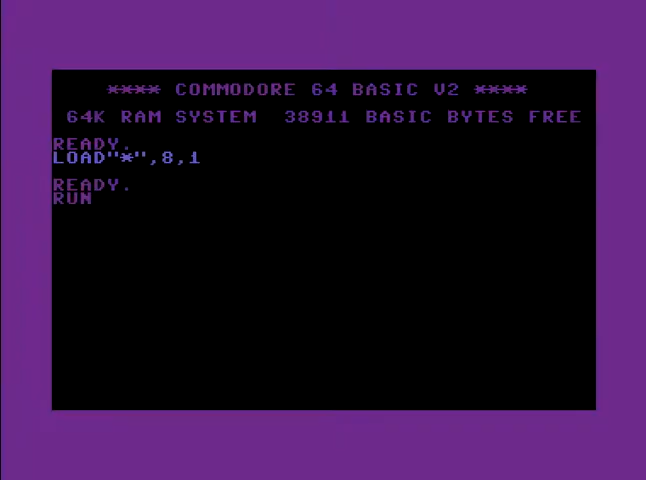 **** COMMODORE 64 BASIC V2 ****
64K RAM SYSTEM  38911 BASIC BYTES FREE
READY.
LOAD"*",8,1
READY.
RUN